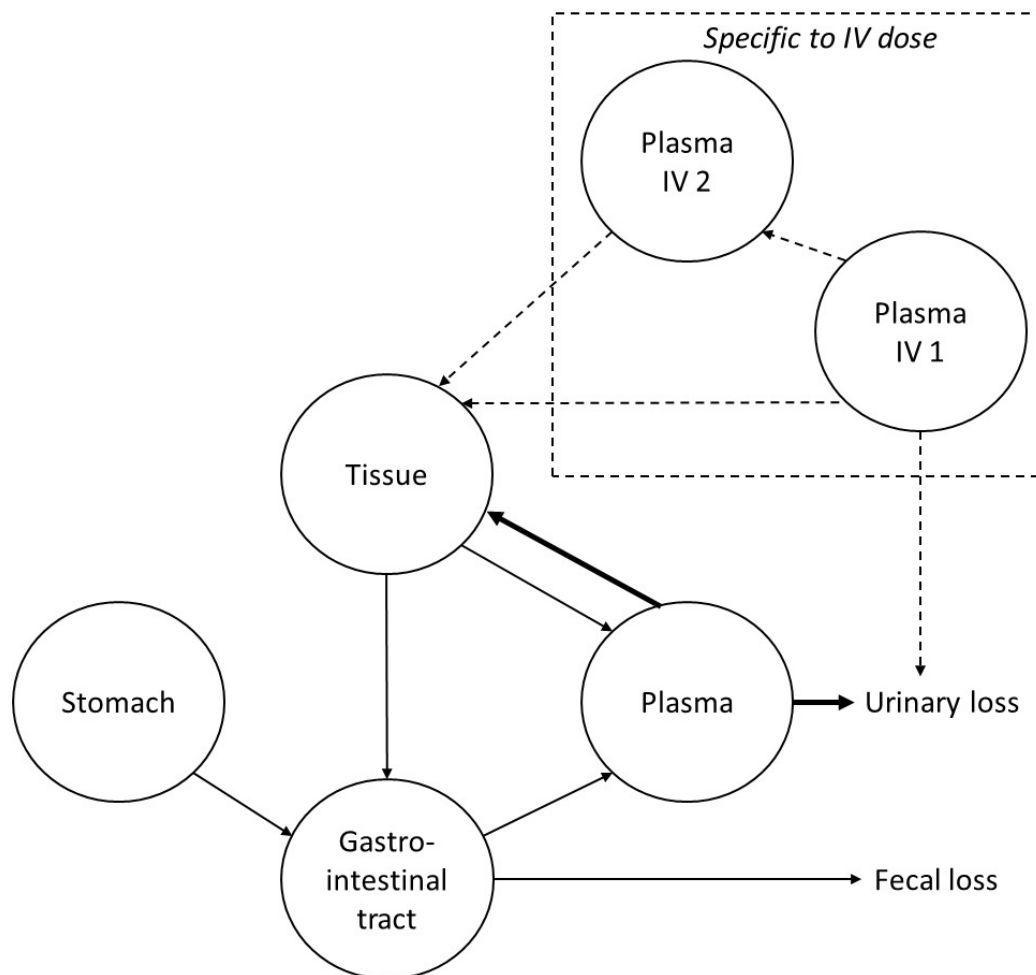 Specific to IV dose
Plasma
IV 2
Plasma
IV 1
Tissue
Stomach
Plasma
Urinary loss
Gastro-
intestinal
tract
Fecal loss